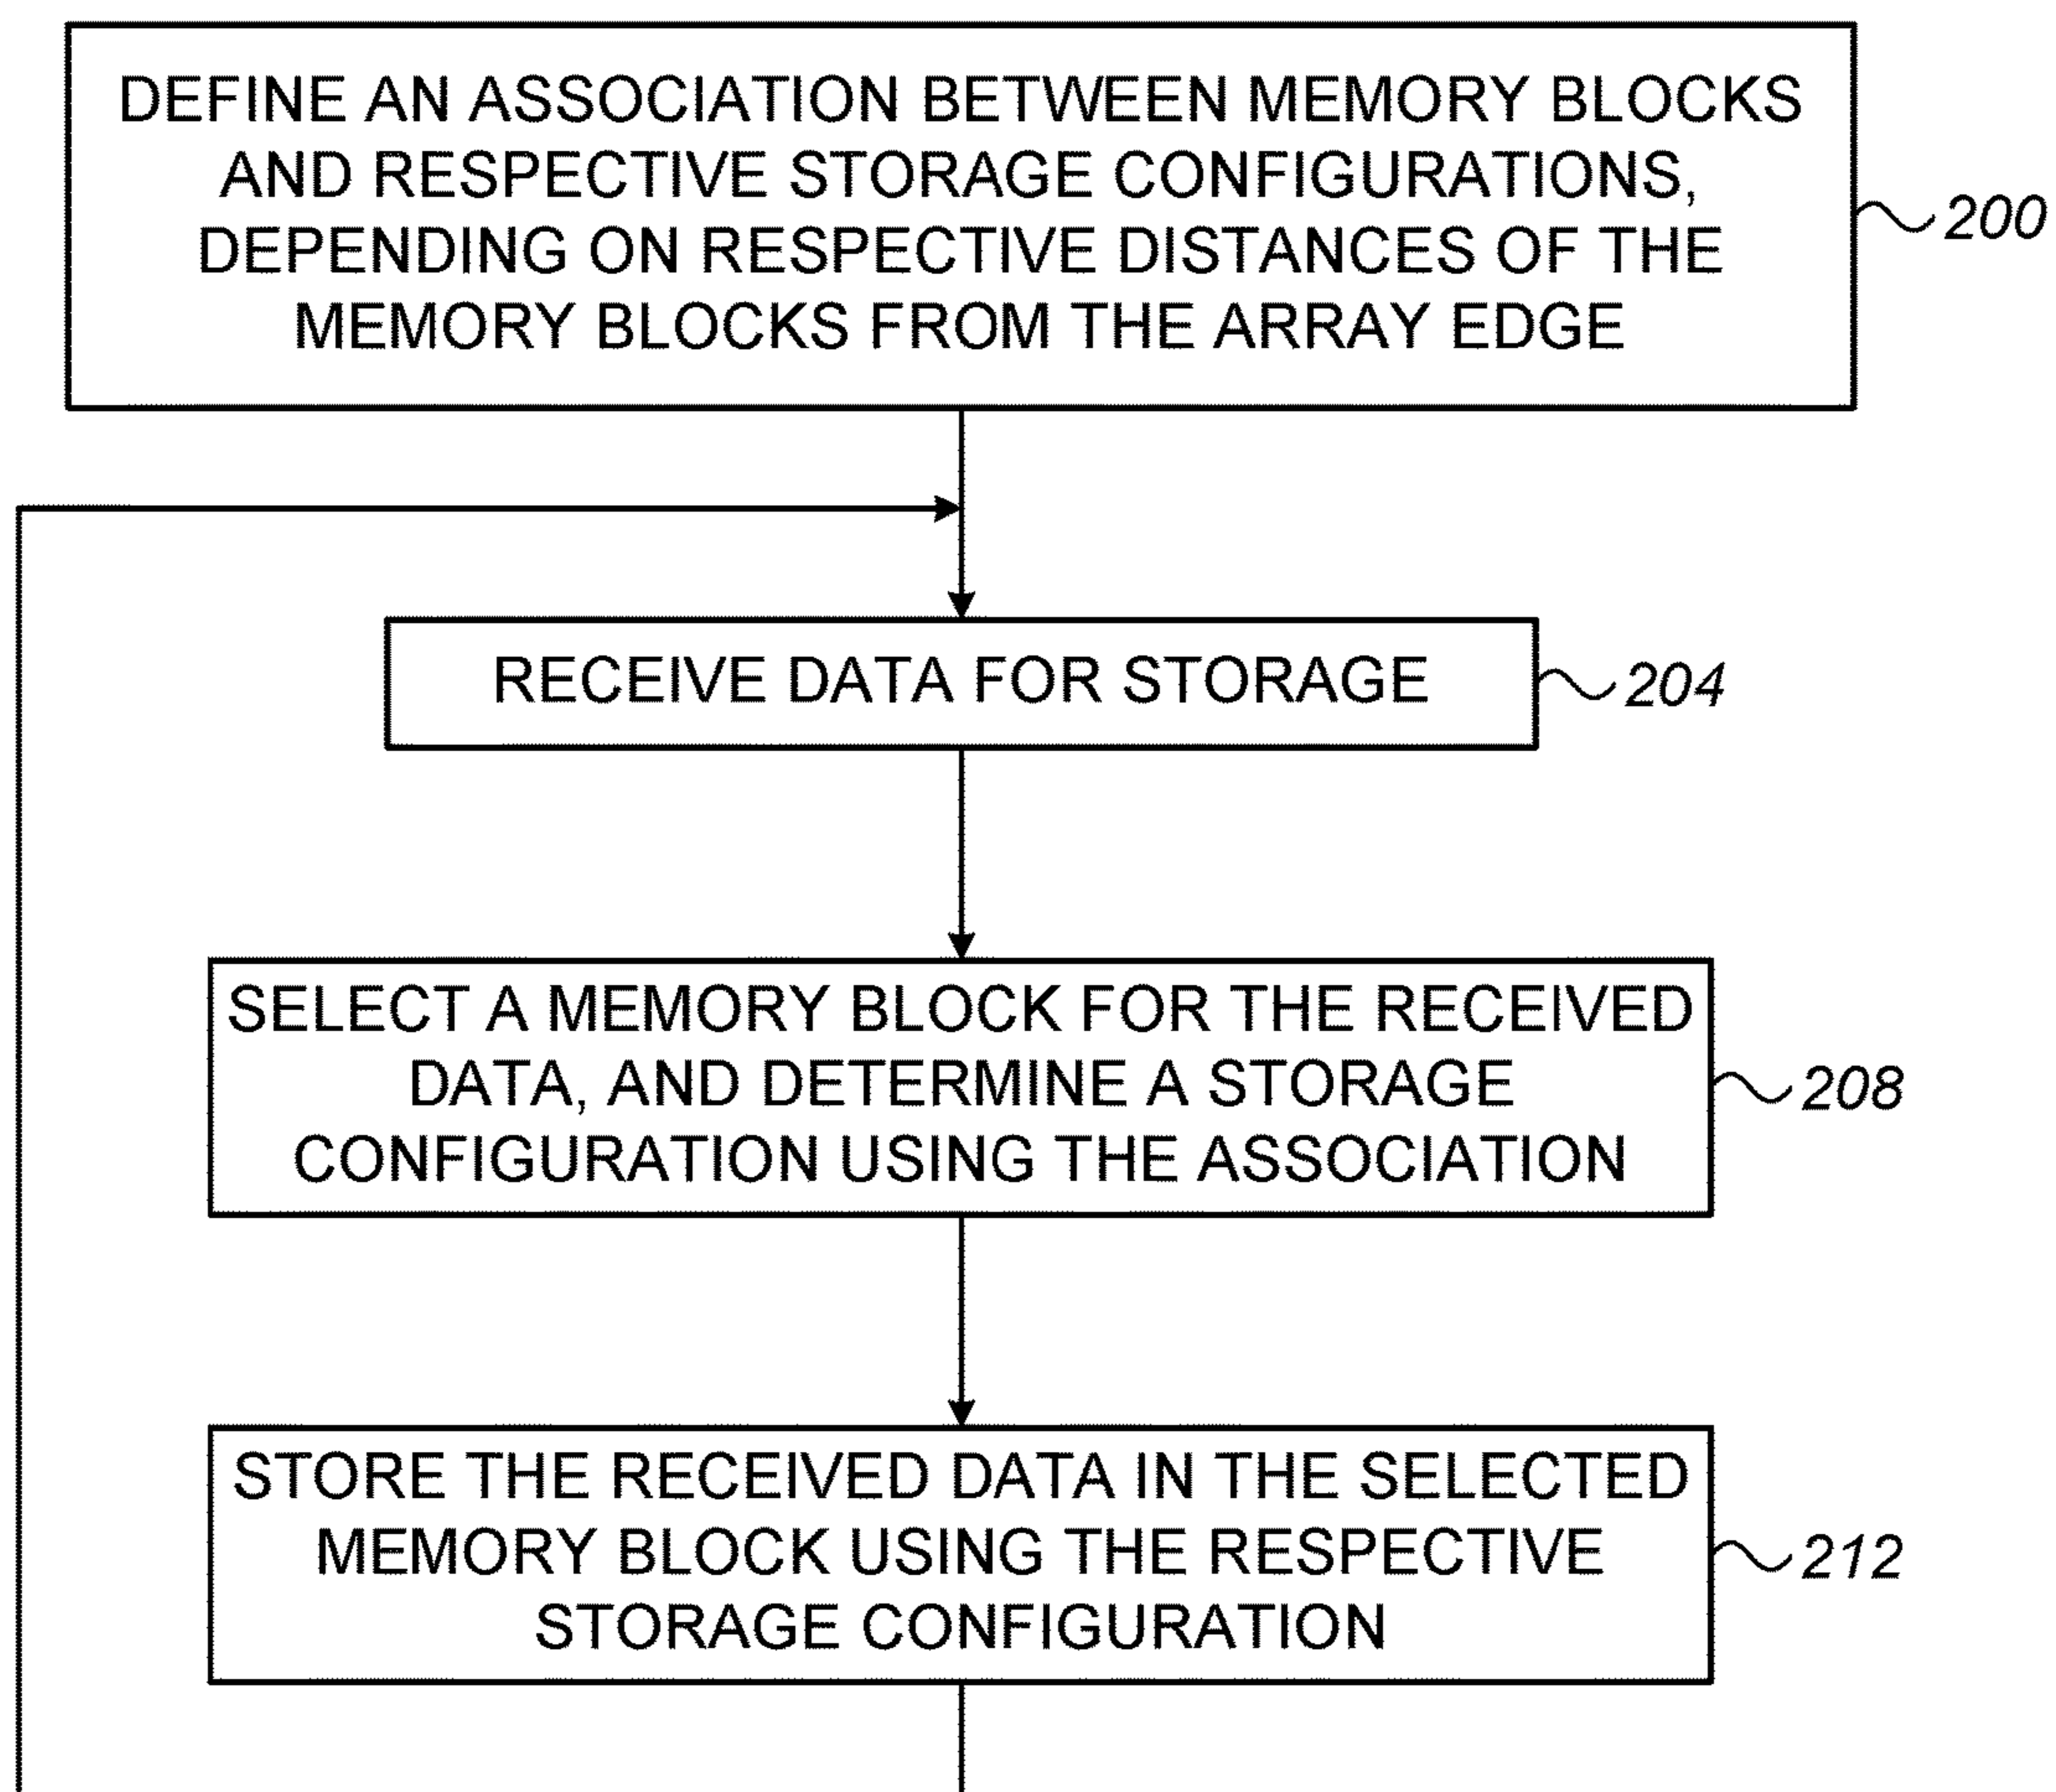 DEFINE AN ASSOCIATION BETWEEN MEMORY BLOCKS
AND RESPECTIVE STORAGE CONFIGURATIONS,
DEPENDING ON RESPECTIVE DISTANCES OF THE
MEMORY BLOCKS FROM THE ARRAY EDGE
200
RECEIVE DATA FOR STORAGE
204
SELECT A MEMORY BLOCK FOR THE RECEIVED
DATA, AND DETERMINE A STORAGE
CONFIGURATION USING THE ASSOCIATION
208
STORE THE RECEIVED DATA IN THE SELECTED
MEMORY BLOCK USING THE RESPECTIVE
STORAGE CONFIGURATION
212